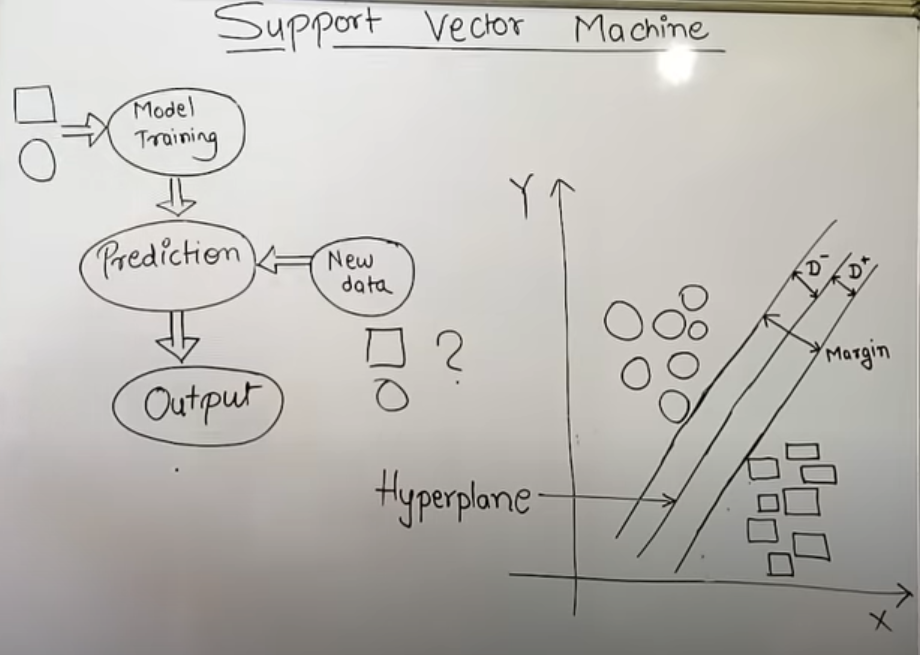 Support Vector Machine
Model
Training
Prediction
New
data
?
Output
Y
D-
D+
Margin
Hyperplane
X